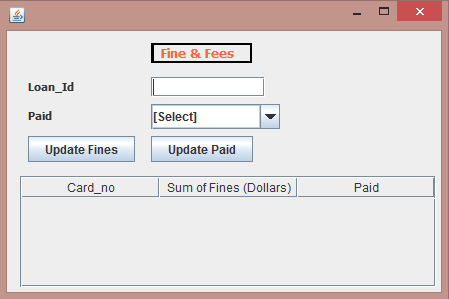 Fine & Fees
Loan_Id
Paid [Select]
Update Fines Update Paid
Card_no Sum of Fines (Dollars) Paid